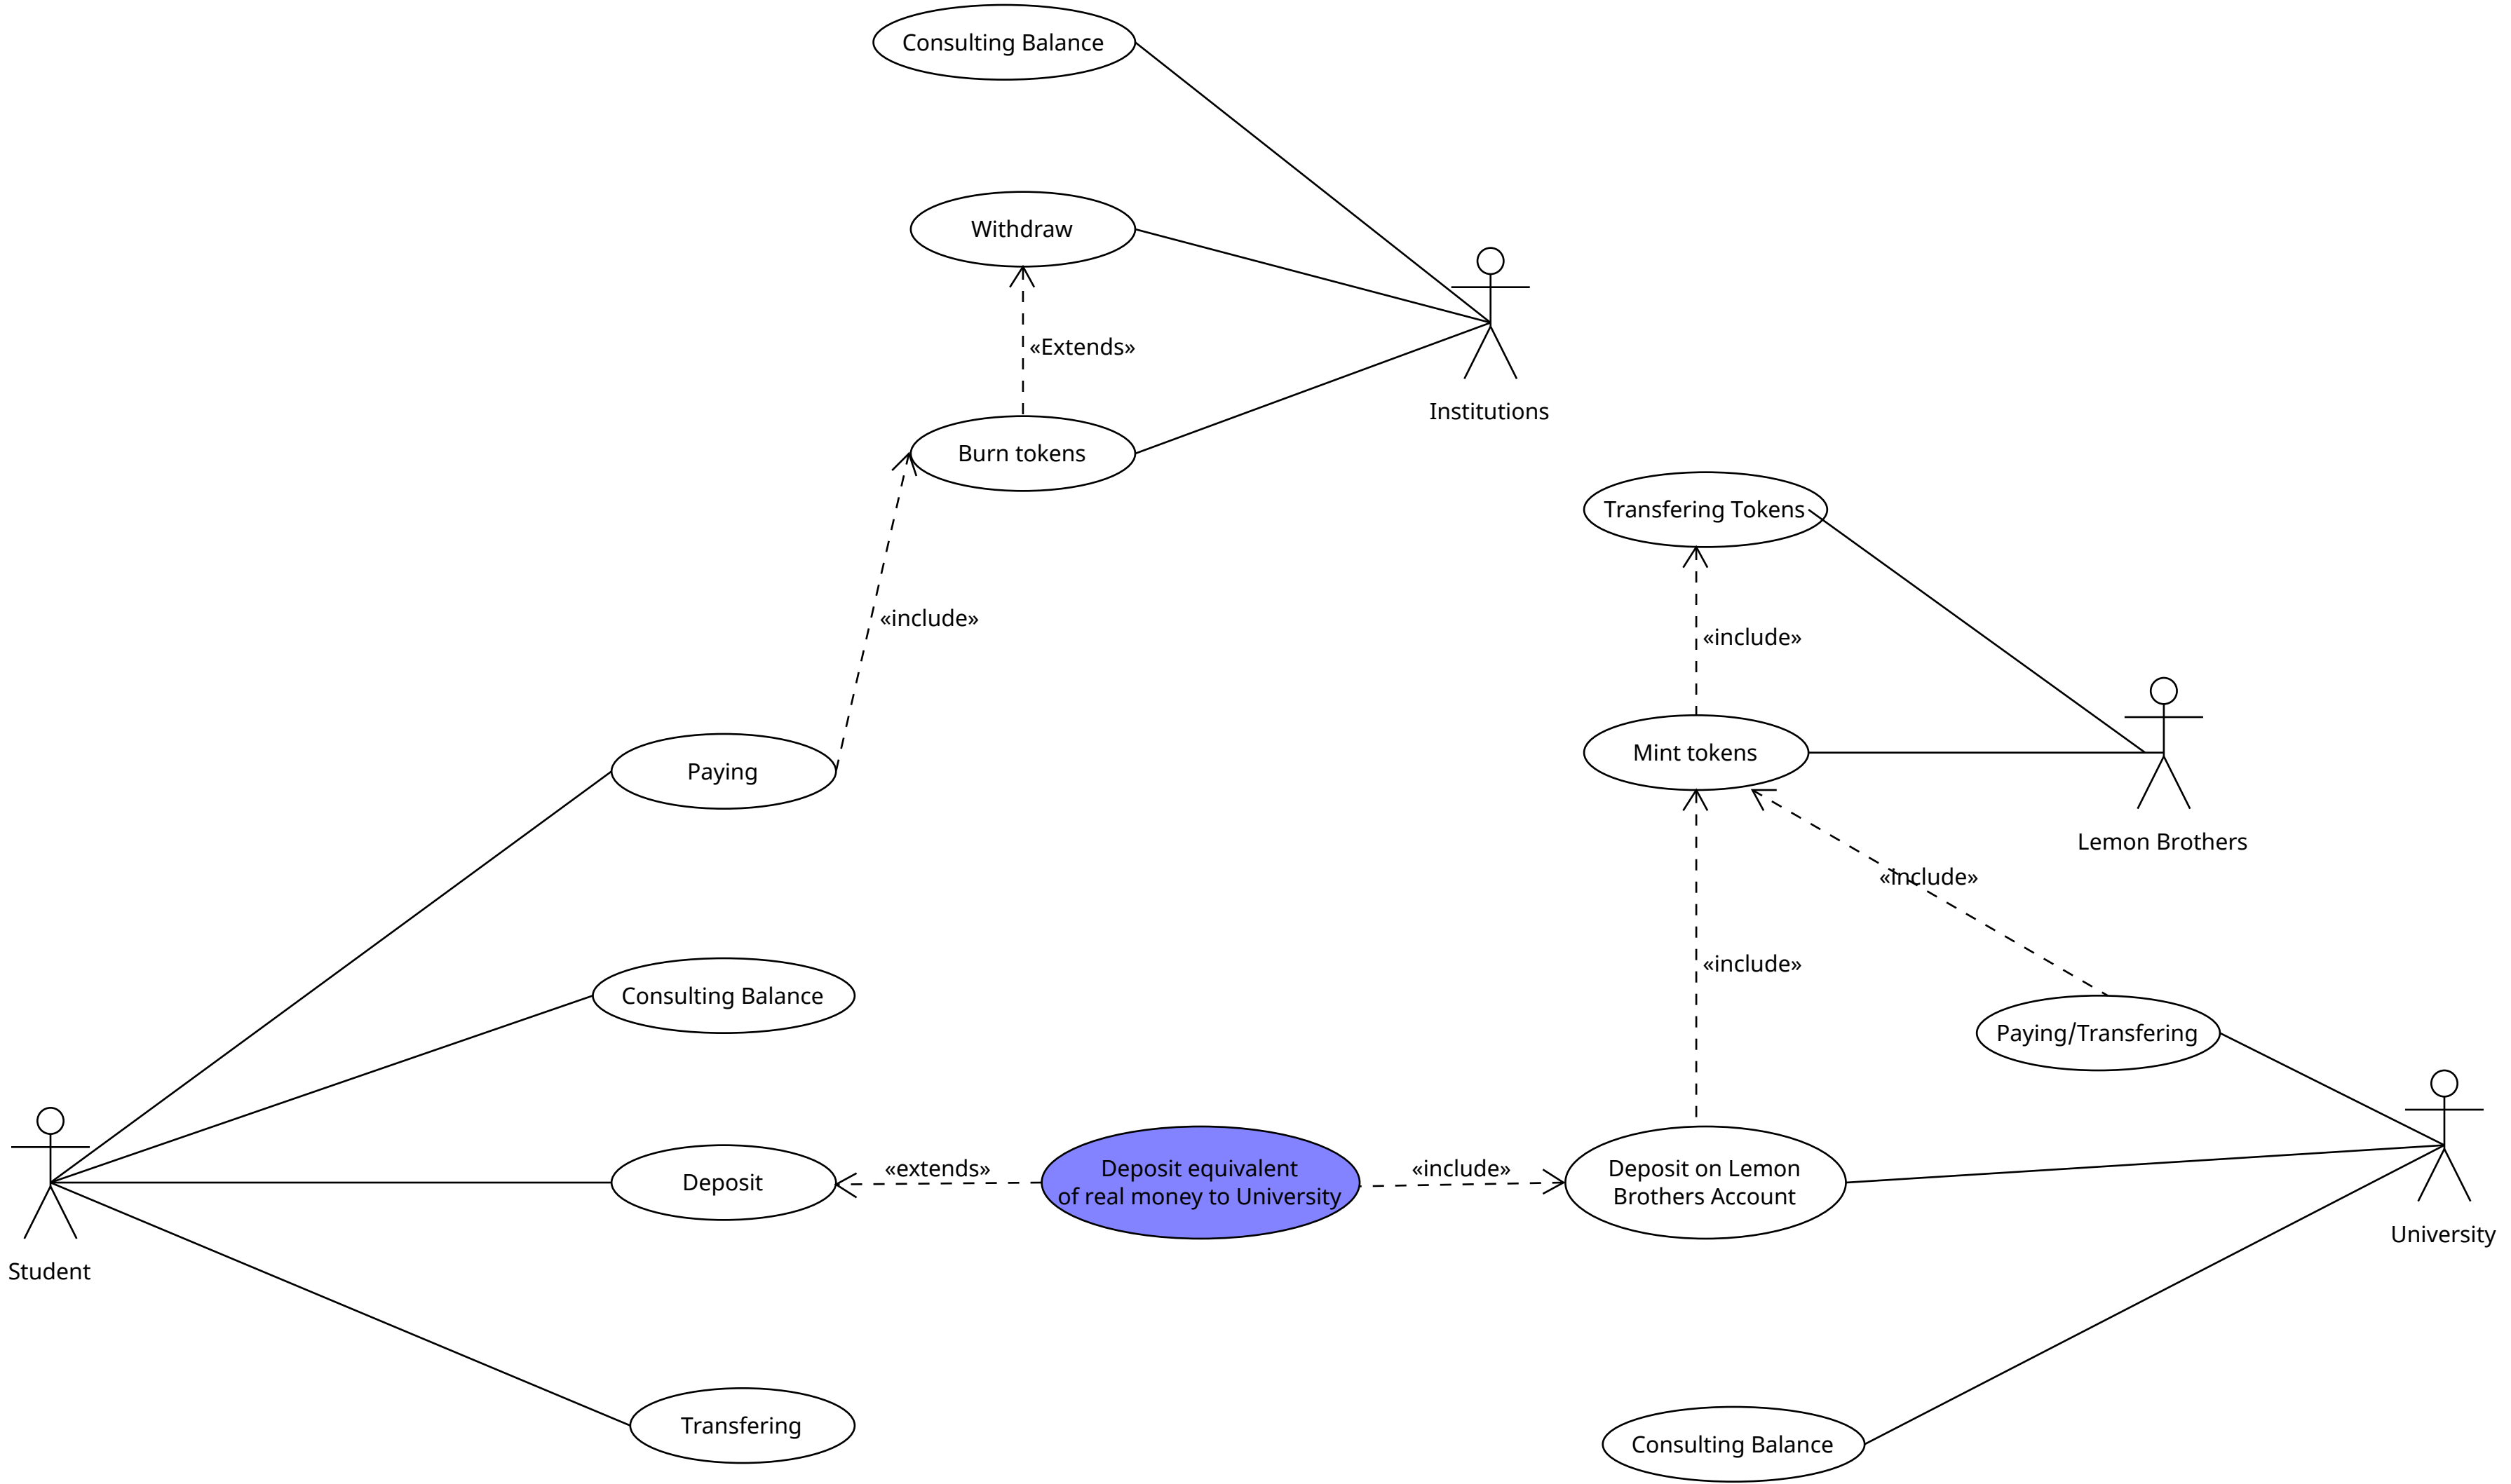 Consulting Balance
Withdraw
«Extends»
Institutions
Burn tokens
Transfering Tokens
«include»
«include»
Mint tokens
Paying
Lemon Brothers
«include»
«include»
Consulting Balance
Paying/Transfering
Deposit
«extends»
Deposit equivalent
of real money to University
«include»
Deposit on Lemon
Brothers Account
University
Student
Transfering
Consulting Balance